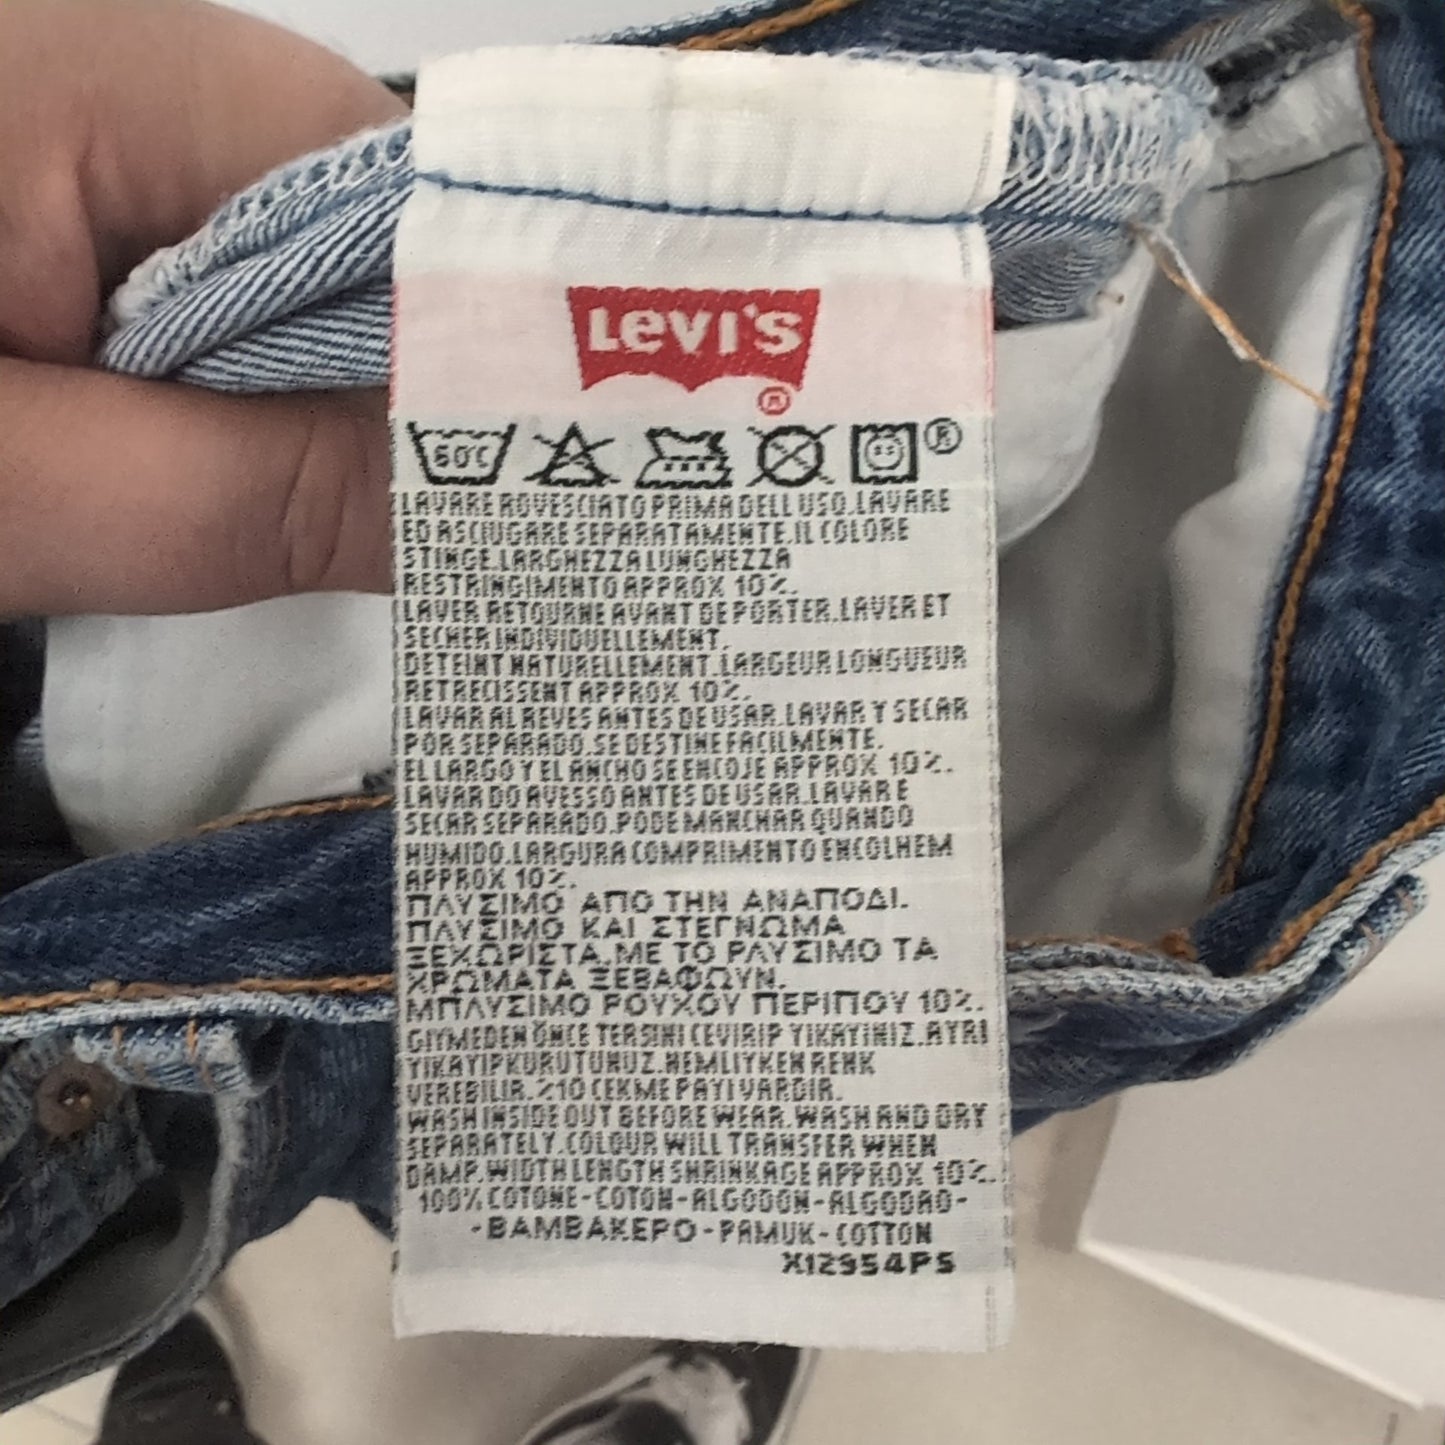 Levi's
®
60°C ®
LAVARE ROVESCIATO PRIMA DELL USO. LAVARE
ED ASCIUGARE SEPARATAMENTE. IL COLORE
STINGE. LARGHEZZA LUNGHEZZA
RESTRINGIMENTO APPROX 10%.
LAVER RETOURNE AVANT DE PORTER. LAVER ET
SECHER INDIVIDUELLEMENT.
DETEINT NATURELLEMENT. LARGEUR LONGUEUR
RETRECISSENT APPROX 10%.
LAVAR AL REVES ANTES DE USAR. LAVAR Y SECAR
POR SEPARADO. SE DESTINE FACILMENTE.
EL LARGO Y EL ANCHO SE ENCOJE APPROX 10%.
LAVAR DO AVESSO ANTES DE USAR. LAVAR E
SECAR SEPARADO. PODE MANCHAR QUANDO
HUMIDO. LARGURA COMPRIMENTO ENCOLHEM
APPROX 10%.
ΠΛΥΣΙΜΟ ΑΠΟ ΤΗΝ ΑΝΑΠΟΔΙ.
ΠΛΥΣΙΜΟ ΚΑΙ ΣΤΕΓΝΩΜΑ
ΞΕΧΩΡΙΣΤΑ. ΜΕ ΤΟ PΛΥΣΙΜΟ ΤΑ
ΧΡΩΜΑΤΑ ΞΕΒΑΦΩΥΝ.
ΜΠΛΥΣΙΜΟ ΡΟΥΧΟΥ ΠΕΡΙΠΟΥ 10%.
GIYMEDEN ÖNCE TERSINI CEVIRIP YIKAYINIZ. AYRI
YIKAYIP KURUTUNUZ. NEMLIYKEN RENK
VEREBILIR. %10 CEKME PAYI VARDIR.
WASH INSIDE OUT BEFORE WEAR. WASH AND DRY
SEPARATELY. COLOUR WILL TRANSFER WHEN
DAMP. WIDTH LENGTH SHRINKAGE APPROX 10%.
100% COTONE - COTON - ALGODON - ALGODAO -
- BAMBAKEPO - PAMUK - COTTON
X12954PS